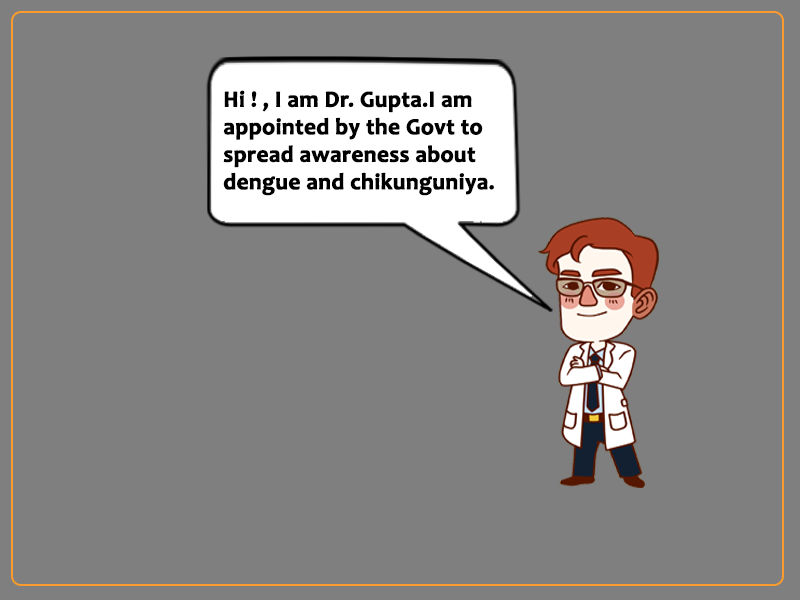 Hi ! , I am Dr. Gupta.I am
appointed by the Govt to
spread awareness about
dengue and chikunguniya.